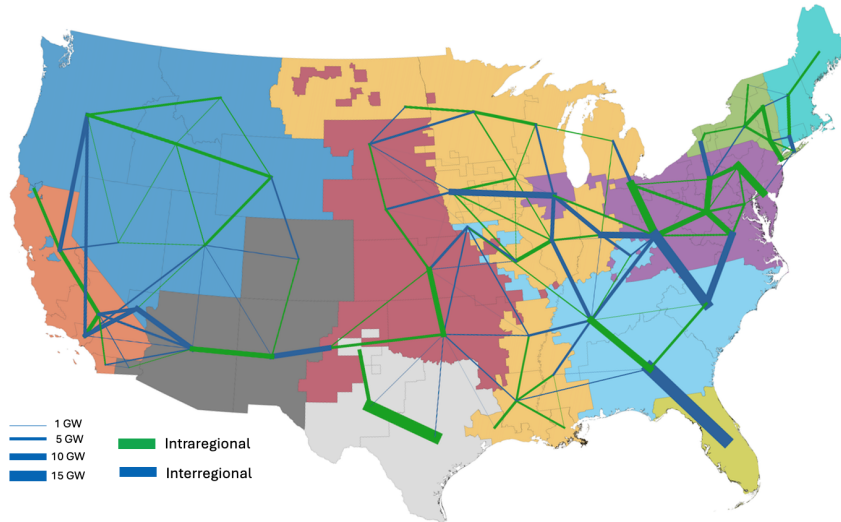 1 GW
5 GW
10 GW
15 GW
Intraregional
Interregional